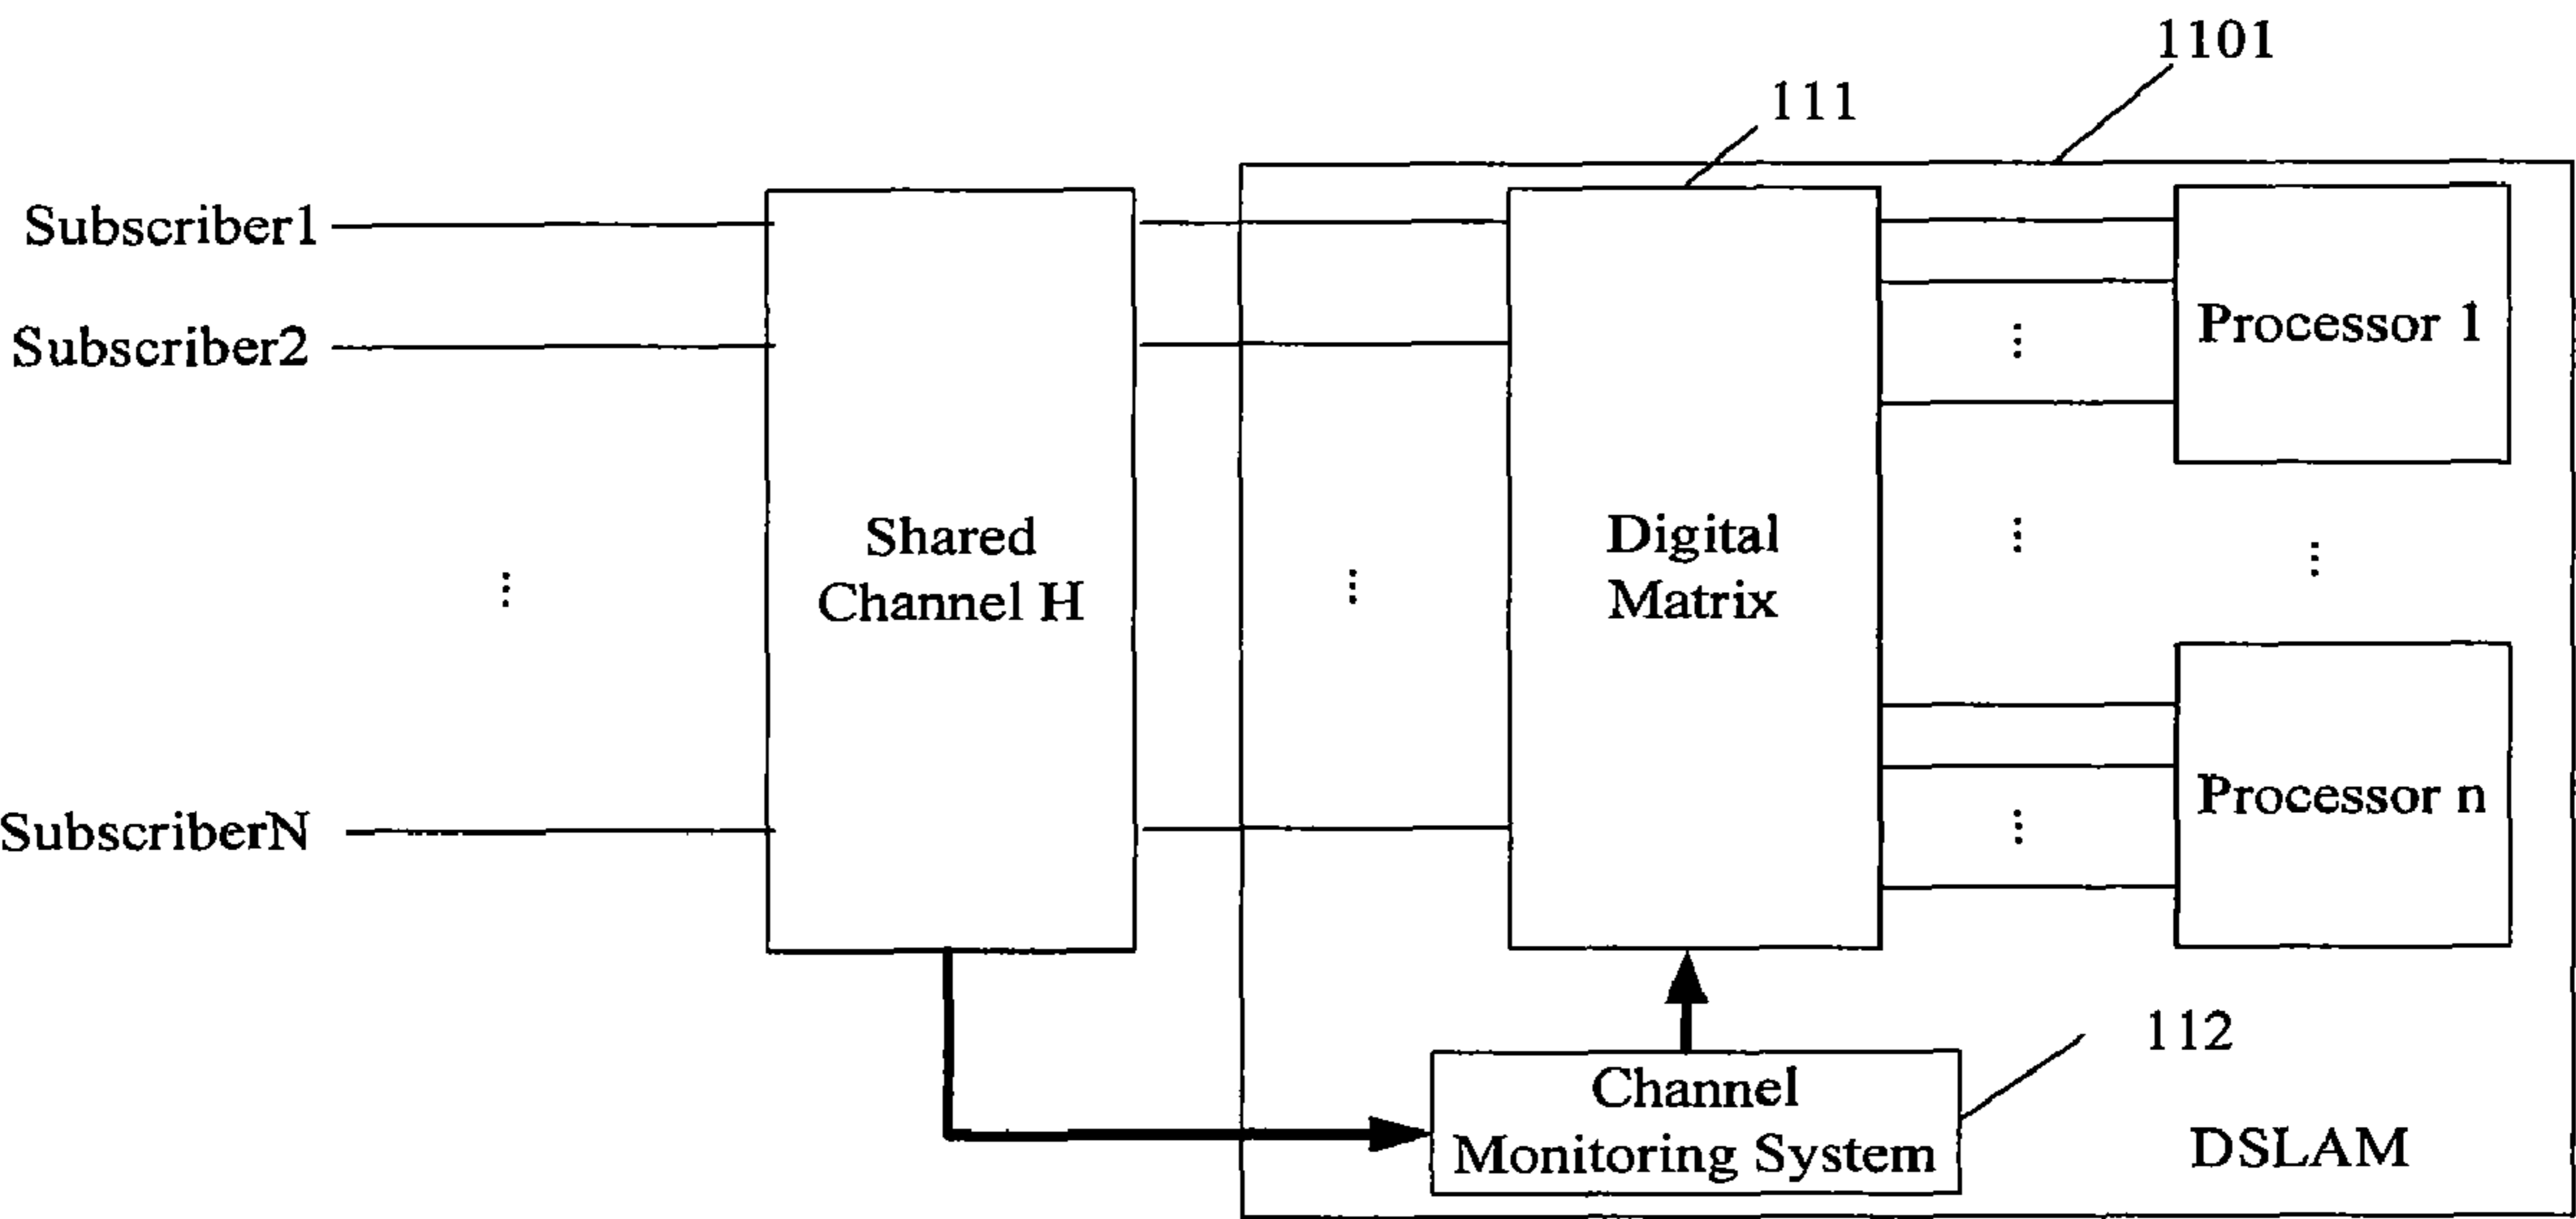 1101
111
Subscriber1
Subscriber2
SubscriberN
Shared
Channel H
Digital
Matrix
Processor 1
Processor n
112
Channel
Monitoring System
DSLAM